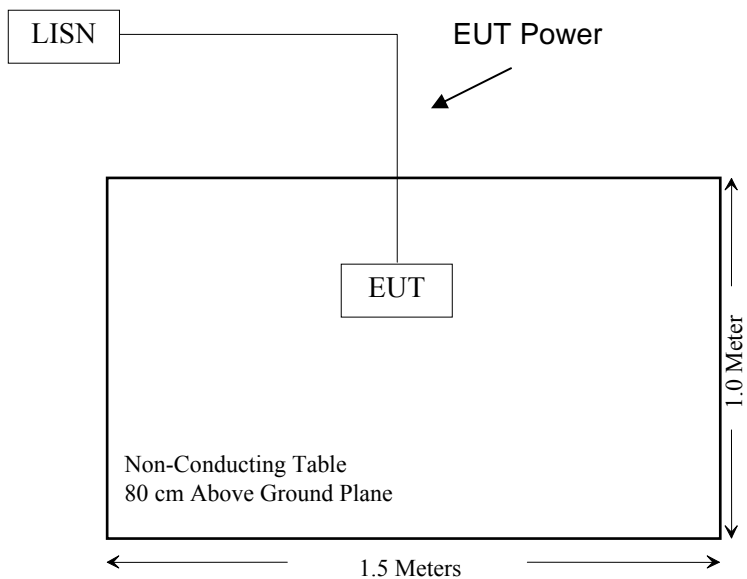 LISN
EUT Power
EUT
1.0 Meter
Non-Conducting Table
80 cm Above Ground Plane
1.5 Meters